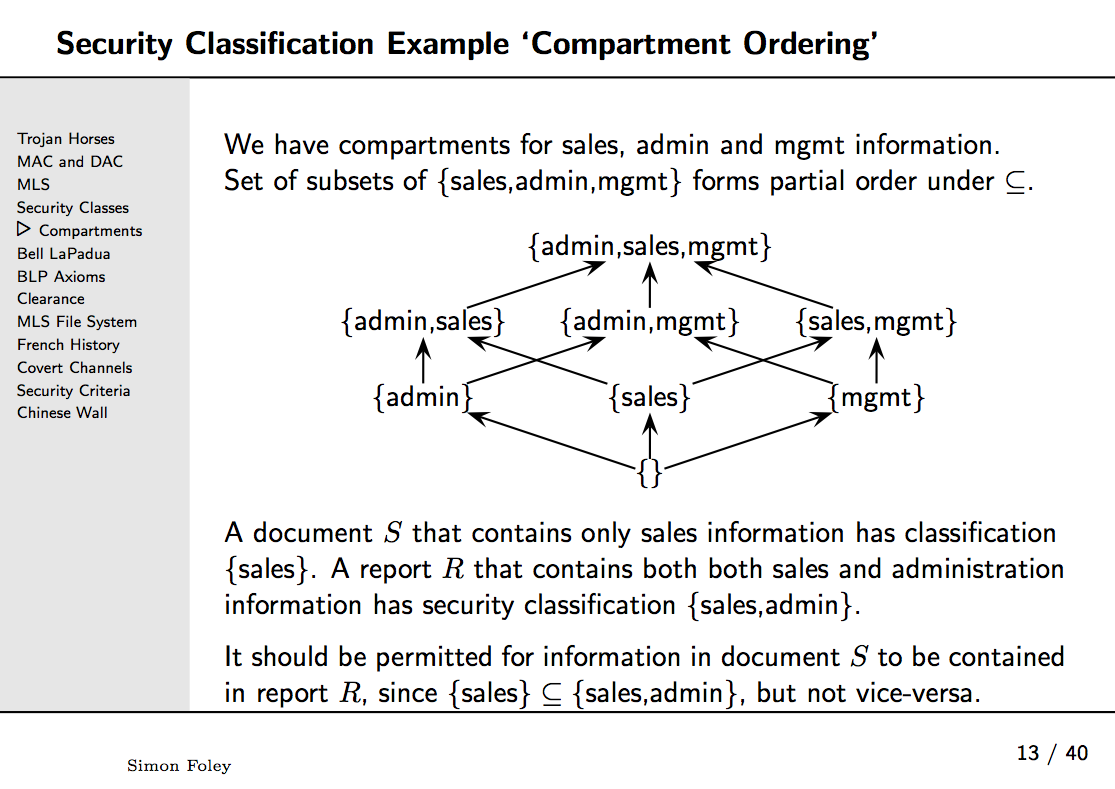 Security Classification Example ‘Compartment Ordering’
Trojan Horses
MAC and DAC
MLS
Security Classes
▷ Compartments
Bell LaPadua
BLP Axioms
Clearance
MLS File System
French History
Covert Channels
Security Criteria
Chinese Wall
We have compartments for sales, admin and mgmt information.
Set of subsets of {sales,admin,mgmt} forms partial order under ⊆.
{admin,sales,mgmt}
{admin,sales} {admin,mgmt} {sales,mgmt}
{admin} {sales} {mgmt}
{}
A document S that contains only sales information has classification
{sales}. A report R that contains both both sales and administration
information has security classification {sales,admin}.
It should be permitted for information in document S to be contained
in report R, since {sales} ⊆ {sales,admin}, but not vice-versa.
Simon Foley
13 / 40